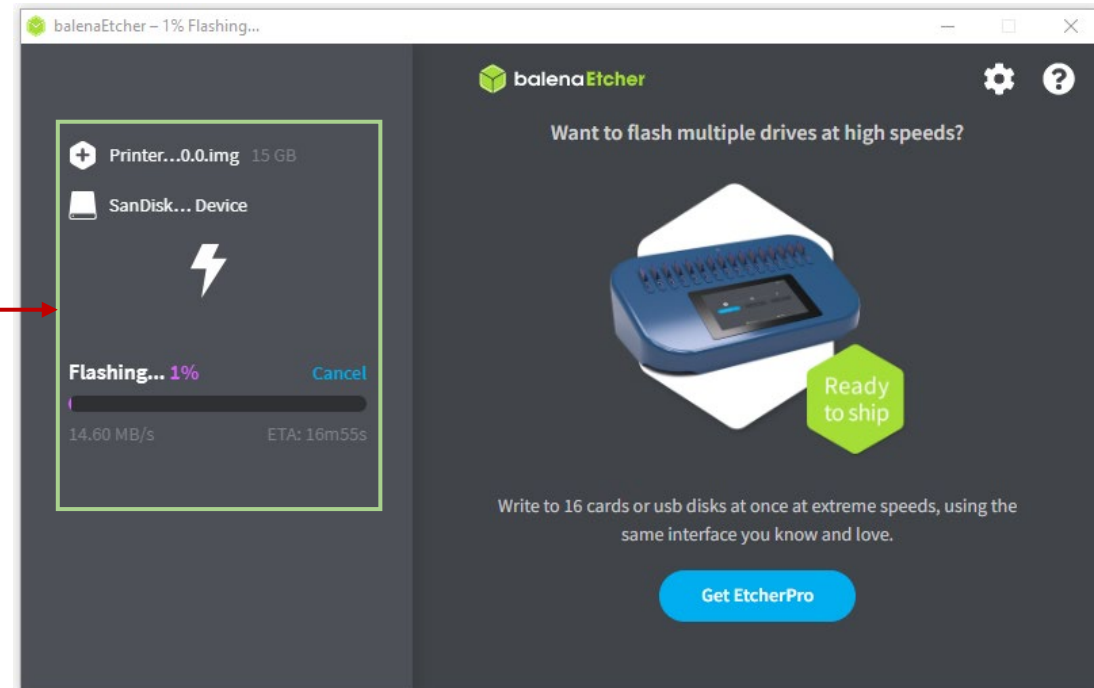 balenaEtcher – 1% Flashing...
balenaEtcher
Want to flash multiple drives at high speeds?
Printer...0.0.img 15 GB
SanDisk... Device
Flashing... 1% Cancel
14.60 MB/s ETA: 16m55s
Ready
to ship
Write to 16 cards or usb disks at once at extreme speeds, using the
same interface you know and love.
Get EtcherPro